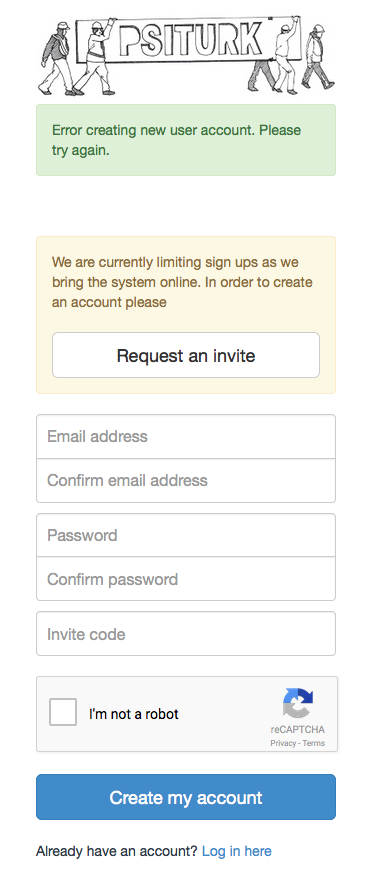 PSITURK
Error creating new user account. Please
try again.
We are currently limiting sign ups as we
bring the system online. In order to create
an account please
Request an invite
Email address
Confirm email address
Password
Confirm password
Invite code
I'm not a robot
reCAPTCHA
Privacy - Terms
Create my account
Already have an account? Log in here